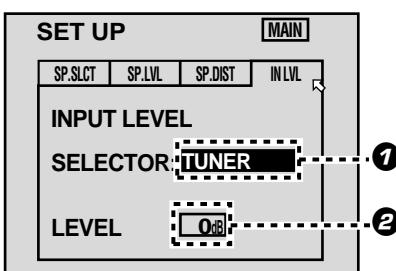 SET UP MAIN
SP.SLCT SP.LVL SP.DIST IN LVL
INPUT LEVEL
SELECTOR: TUNER 1
LEVEL 0dB 2